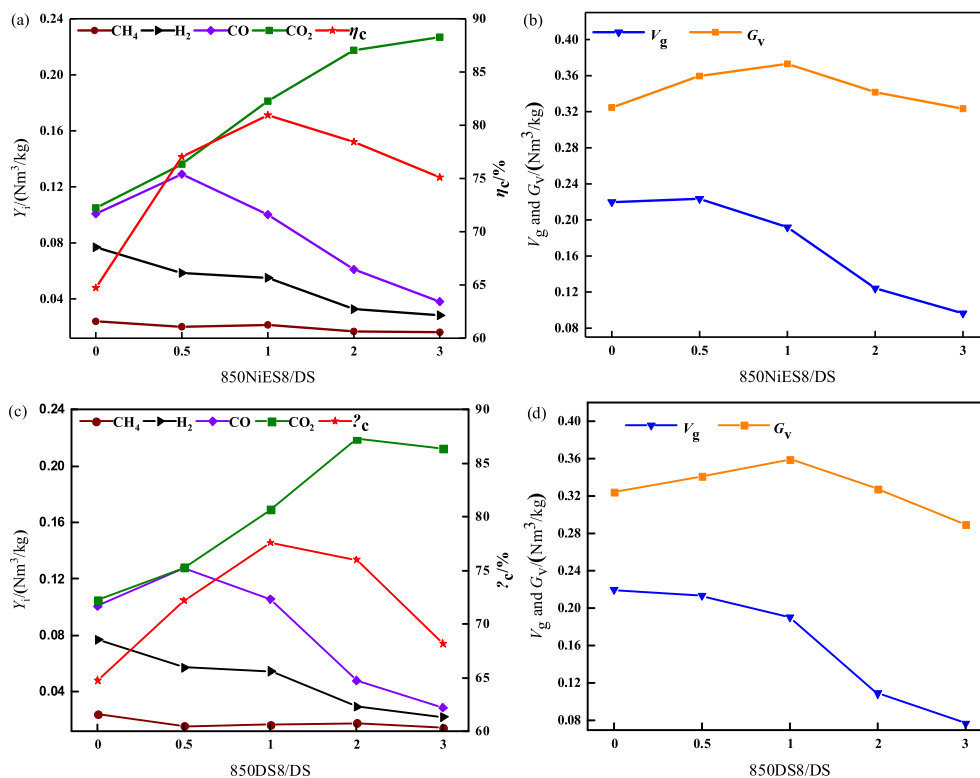 (a)
CH4 H2 CO CO2 ηc
0.24
0.20
0.16
0.12
0.08
0.04
Yi/(Nm3/kg)
90
85
80
75
70
65
60
ηc/%
0 0.5 1 2 3
850NiES8/DS
(b)
Vg Gv
0.40
0.36
0.32
0.28
0.24
0.20
0.16
0.12
0.08
Vg and Gv/(Nm3/kg)
0 0.5 1 2 3
850NiES8/DS
(c)
CH4 H2 CO CO2 ?c
0.24
0.20
0.16
0.12
0.08
0.04
Yi/(Nm3/kg)
90
85
80
75
70
65
60
?c/%
0 0.5 1 2 3
850DS8/DS
(d)
Vg Gv
0.40
0.36
0.32
0.28
0.24
0.20
0.16
0.12
0.08
Vg and Gv/(Nm3/kg)
0 0.5 1 2 3
850DS8/DS